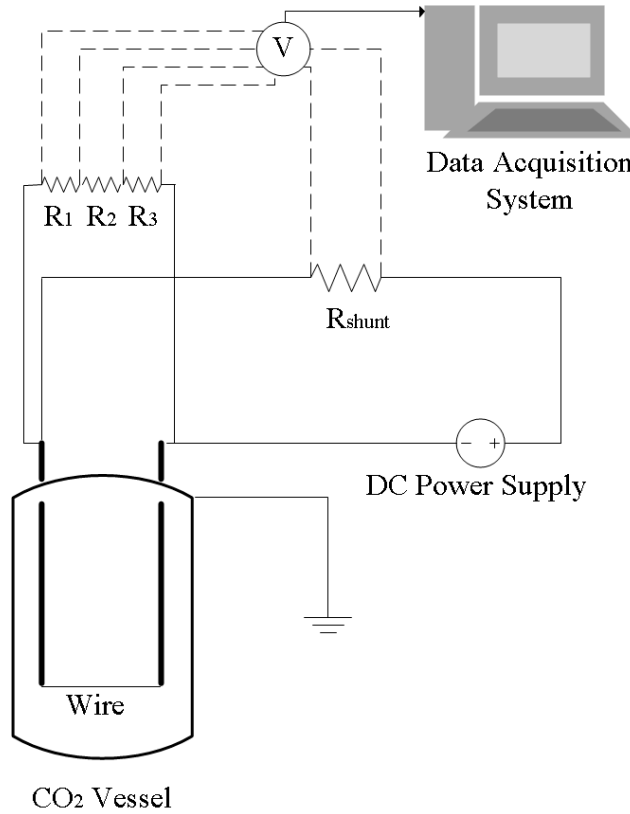 V
Data Acquisition
System
R1 R2 R3
Rshunt
- +
DC Power Supply
Wire
CO2 Vessel